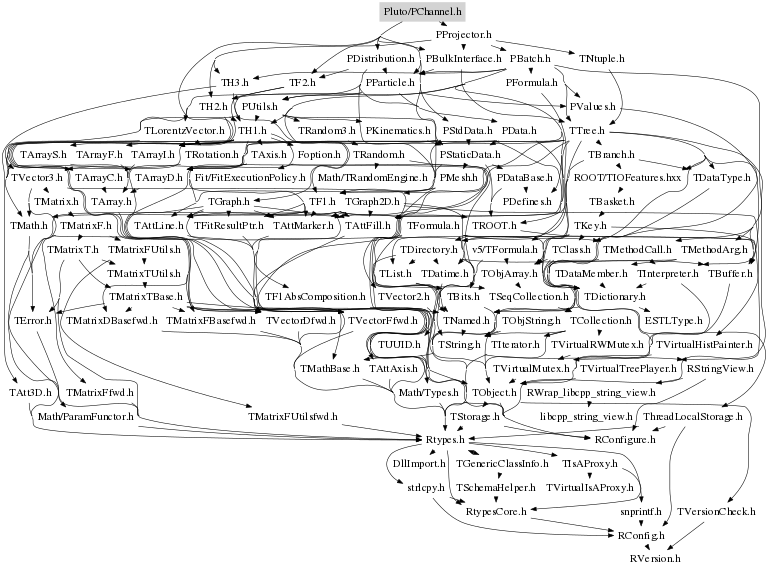 Pluto/PChannel.h
PProjector.h
PDistribution.h PBulkInterface.h PBatch.h TNtuple.h
TH3.h TF2.h PParticle.h PFormula.h
TH2.h PUtils.h PValues.h
TLorentzVector.h TH1.h TRandom3.h PKinematics.h PStdData.h PData.h TTree.h
TArrayS.h TArrayF.h TArrayI.h TRotation.h TAxis.h Foption.h TRandom.h PStaticData.h TBranch.h
TVector3.h TArrayC.h TArrayD.h Fit/FitExecutionPolicy.h Math/TRandomEngine.h PMesh.h PDataBase.h ROOT/TIOFeatures.hxx TDataType.h
TMatrix.h TArray.h TGraph.h TF1.h TGraph2D.h PDefines.h TBasket.h
TMath.h TMatrixF.h TAttLine.h TFitResultPtr.h TAttMarker.h TAttFill.h TFormula.h TROOT.h TKey.h
TMatrixT.h TMatrixFUtils.h TDirectory.h v5/TFormula.h TClass.h TMethodCall.h TMethodArg.h
TMatrixTUtils.h TList.h TDatime.h TObjArray.h TDataMember.h TInterpreter.h TBuffer.h
TMatrixTBase.h TF1AbsComposition.h TVector2.h TBits.h TSeqCollection.h TDictionary.h
TError.h TMatrixDBasefwd.h TMatrixFBasefwd.h TVectorDfwd.h TVectorFfwd.h TNamed.h TObjString.h TCollection.h ESTLType.h
TUUID.h TString.h TIterator.h TVirtualRWMutex.h TVirtualHistPainter.h
TMathBase.h TAttAxis.h TVirtualMutex.h TVirtualTreePlayer.h RStringView.h
TAtt3D.h TMatrixFfwd.h Math/Types.h TObject.h RWrap_libcpp_string_view.h
Math/ParamFunctor.h TMatrixFUtilsfwd.h TStorage.h libcpp_string_view.h ThreadLocalStorage.h
Rtypes.h RConfigure.h
DllImport.h TGenericClassInfo.h TIsAProxy.h
strlcpy.h TSchemaHelper.h TVirtualIsAProxy.h
RtypesCore.h snprintf.h TVersionCheck.h
RConfig.h
RVersion.h